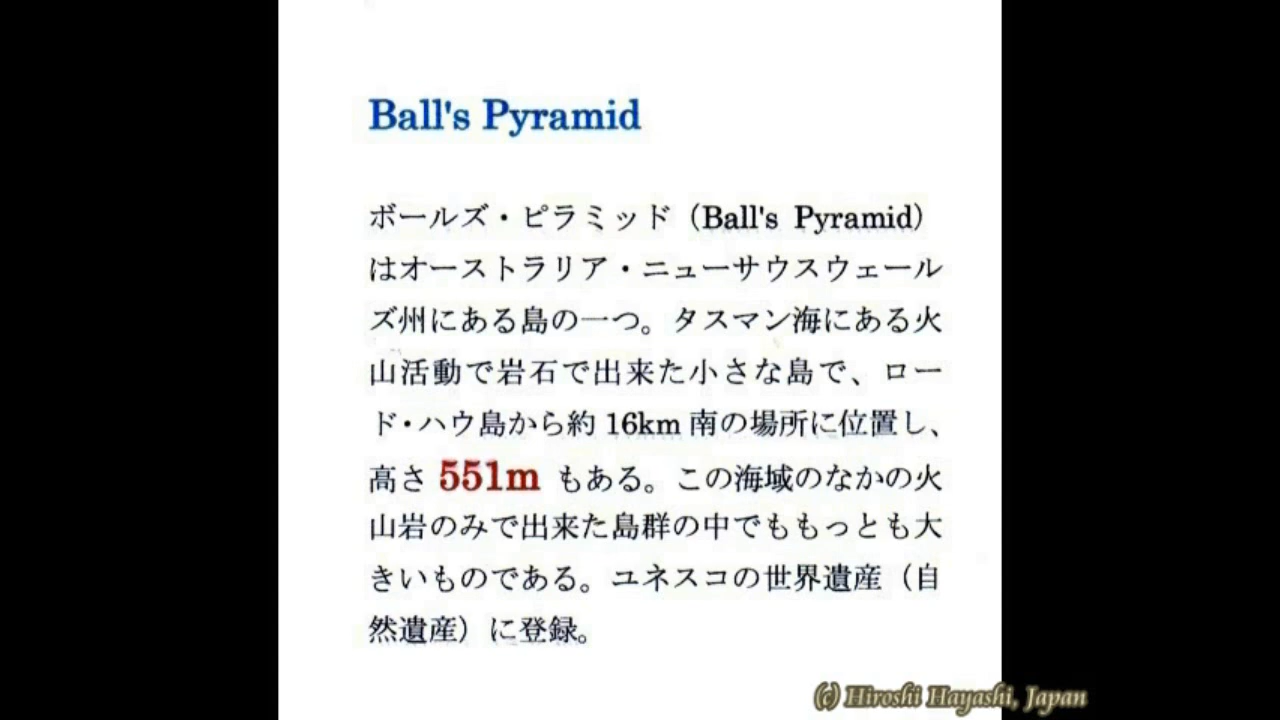 Ball's Pyramid
ボールズ・ピラミッド（Ball's Pyramid）
はオーストラリア・ニューサウスウェール
ズ州にある島の一つ。タスマン海にある火
山活動で岩石で出来た小さな島で、ロー
ド・ハウ島から約 16km 南の場所に位置し、
高さ 551m もある。この海域のなかの火
山岩のみで出来た島群の中でももっとも大
きいものである。ユネスコの世界遺産（自
然遺産）に登録。
(c) Hiroshi Hayashi, Japan